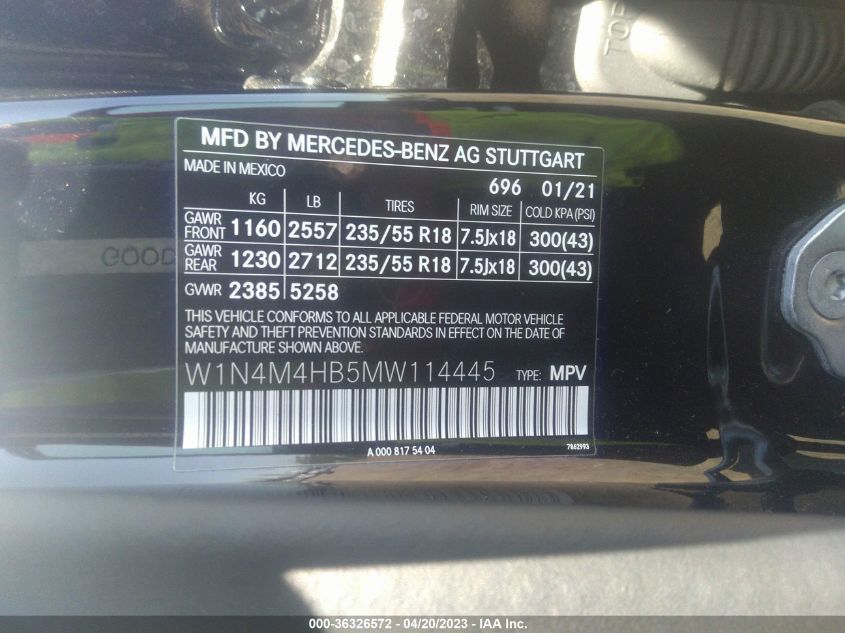 TOP
GOOD
MFD BY MERCEDES-BENZ AG STUTTGART
MADE IN MEXICO
696 01/21
KG LB TIRES RIM SIZE COLD KPA (PSI)
GAWR FRONT 1160 2557 235/55 R18 7.5Jx18 300(43)
GAWR REAR 1230 2712 235/55 R18 7.5Jx18 300(43)
GVWR 2385 5258
THIS VEHICLE CONFORMS TO ALL APPLICABLE FEDERAL MOTOR VEHICLE
SAFETY AND THEFT PREVENTION STANDARDS IN EFFECT ON THE DATE OF
MANUFACTURE SHOWN ABOVE.
W1N4M4HB5MW114445 TYPE: MPV
A 000 817 54 04 7862993
000-36326572 - 04/20/2023 - IAA Inc.